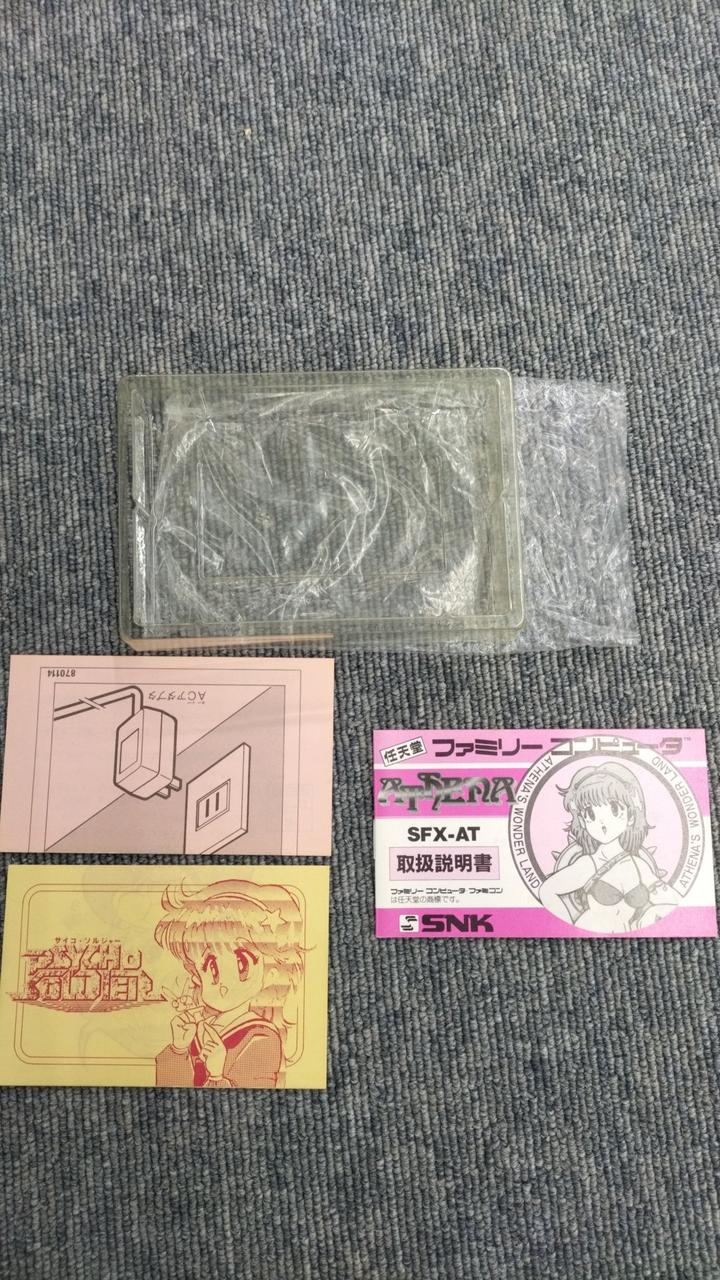 870114
ACアダプタ
サイコ・ソルジャー
PSYCHO
SOLDIER
任天堂 ファミリー コンピュータ™
ATHENA
SFX-AT
取扱説明書
ファミリー コンピュータ ファミコン
は任天堂の商標です。
SNK
ATHENA'S WONDER LAND
ATHENA'S WONDER LAND